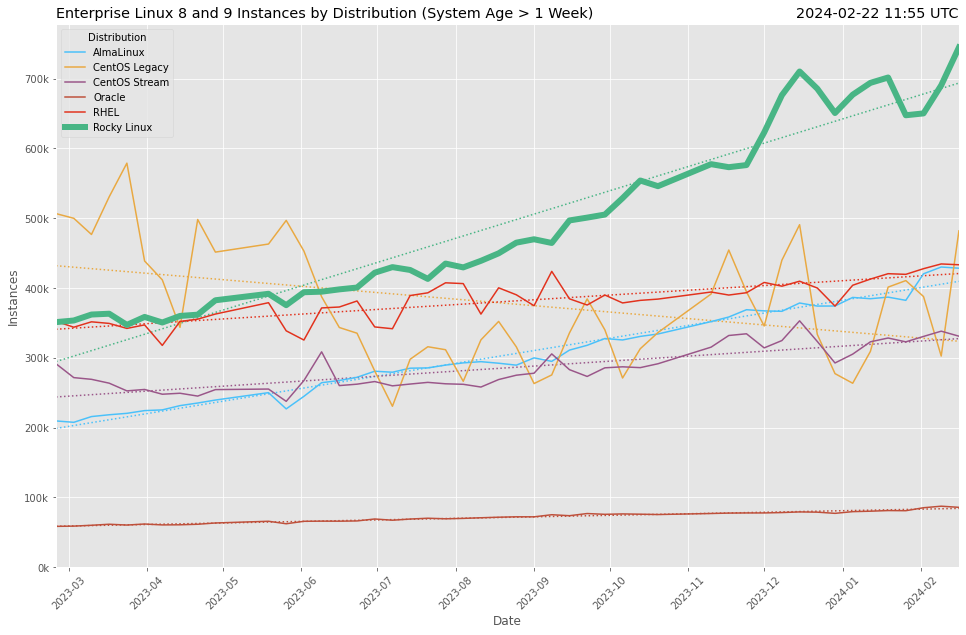 Enterprise Linux 8 and 9 Instances by Distribution (System Age > 1 Week)
2024-02-22 11:55 UTC
Distribution
AlmaLinux
CentOS Legacy
CentOS Stream
Oracle
RHEL
Rocky Linux
Instances
700k
600k
500k
400k
300k
200k
100k
0k
2023-03
2023-04
2023-05
2023-06
2023-07
2023-08
2023-09
2023-10
2023-11
2023-12
2024-01
2024-02
Date